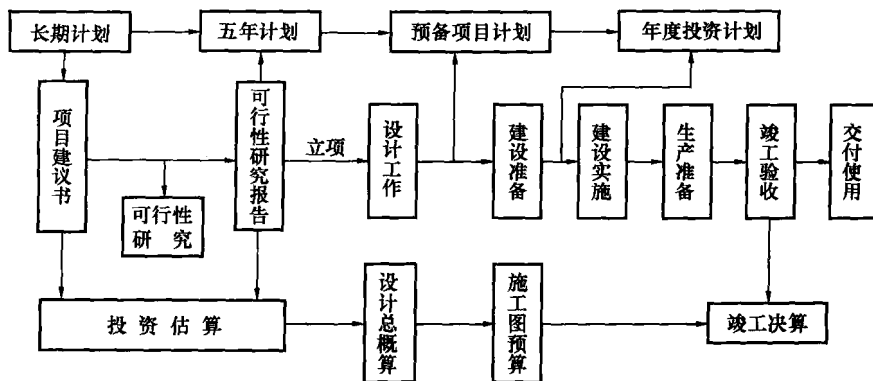 长期计划
五年计划
预备项目计划
年度投资计划
项目建议书
可行性研究报告
立项
设计工作
建设准备
建设实施
生产准备
竣工验收
交付使用
可行性
研究
投资估算
设计总概算
施工图预算
竣工决算